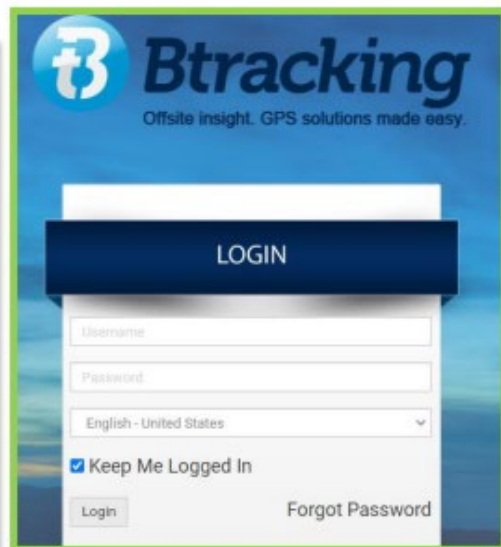 Btracking
Offsite insight. GPS solutions made easy.
LOGIN
Username
Password
English - United States
Keep Me Logged In
Login Forgot Password